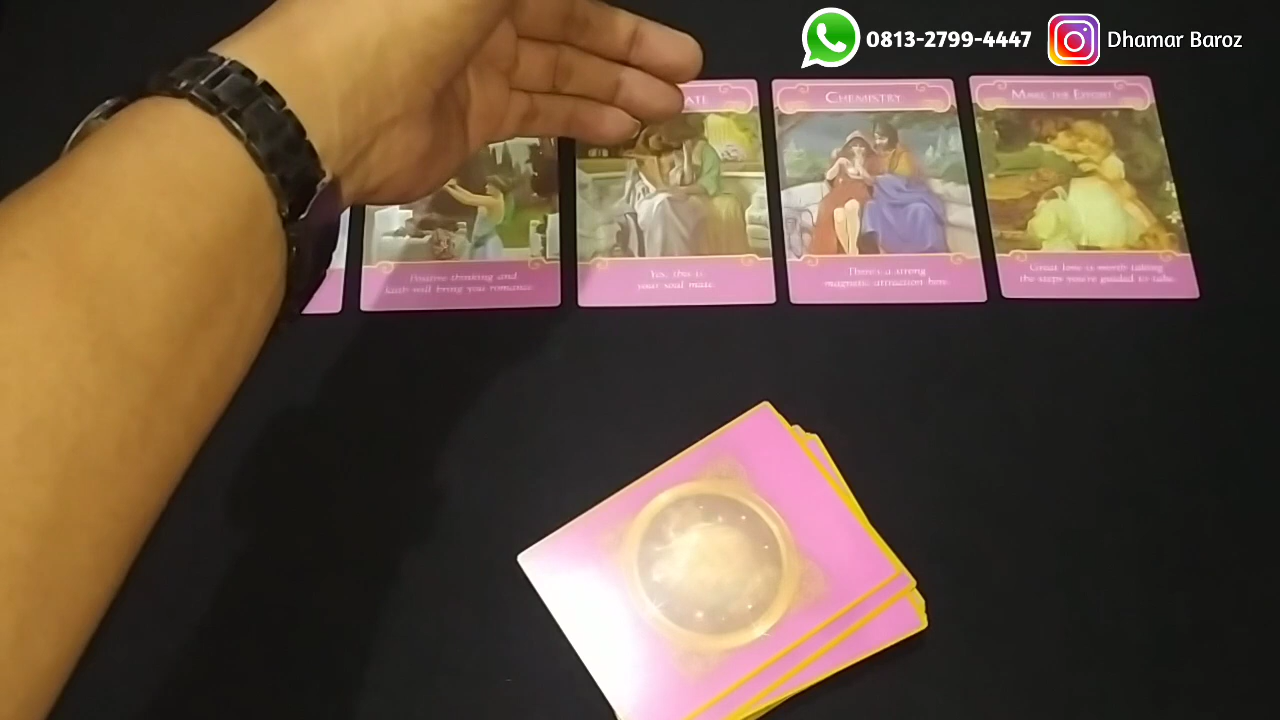 0813-2799-4447
Dhamar Baroz
ATE
CHEMISTRY
MAKE THE EFFORT
Positive thinking and
faith will bring you romance.
Yes, this is
your soul mate.
There's a strong
magnetic attraction here.
Great love is worth taking
the steps you're guided to take.